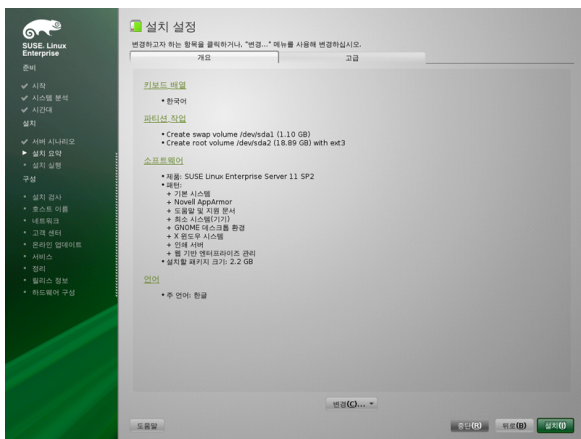 SUSE. Linux
Enterprise
준비
시작
시스템 분석
시간대
설치
서버 시나리오
설치 요약
설치 실행
구성
설치 검사
호스트 이름
네트워크
고객 센터
온라인 업데이트
서비스
정리
릴리스 정보
하드웨어 구성
설치 설정
변경하고자 하는 항목을 클릭하거나, "변경..." 메뉴를 사용해 변경하십시오.
개요
고급
키보드 배열
• 한국어
파티션 작업
• Create swap volume /dev/sda1 (1.10 GB)
• Create root volume /dev/sda2 (18.89 GB) with ext3
소프트웨어
• 제품: SUSE Linux Enterprise Server 11 SP2
• 패턴:
+ 기본 시스템
+ Novell AppArmor
+ 도움말 및 지원 문서
+ 최소 시스템(기기)
+ GNOME 데스크톱 환경
+ X 윈도우 시스템
+ 인쇄 서버
+ 웹 기반 엔터프라이즈 관리
• 설치할 패키지 크기: 2.2 GB
언어
• 주 언어: 한글
변경(C)...
도움말
중단(R)
뒤로(B)
설치(I)